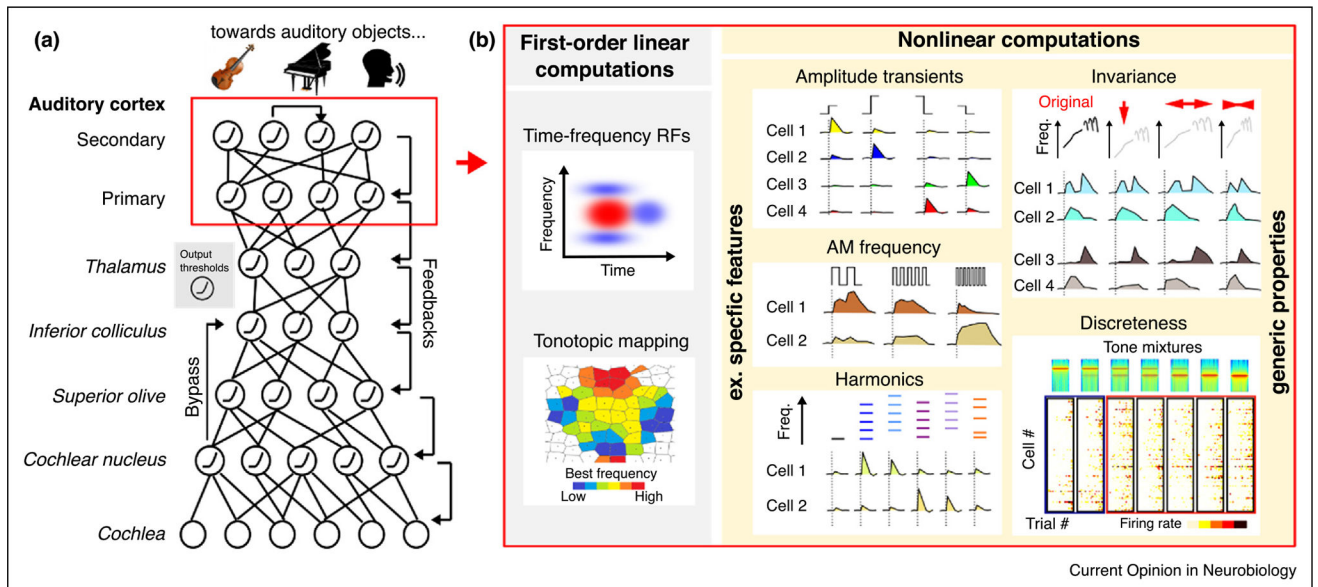 (a)
towards auditory objects...
Auditory cortex
Secondary
Primary
Thalamus
Output
thresholds
Inferior colliculus
Bypass
Feedbacks
Superior olive
Cochlear nucleus
Cochlea
(b)
First-order linear
computations
Time-frequency RFs
Frequency
Time
Tonotopic mapping
Best frequency
Low
High
Nonlinear computations
ex. specfic features
Amplitude transients
Cell 1
Cell 2
Cell 3
Cell 4
AM frequency
Cell 1
Cell 2
Harmonics
Freq.
Cell 1
Cell 2
Invariance
Original
Freq.
Cell 1
Cell 2
Cell 3
Cell 4
generic properties
Discreteness
Tone mixtures
Cell #
Trial #
Firing rate
Current Opinion in Neurobiology